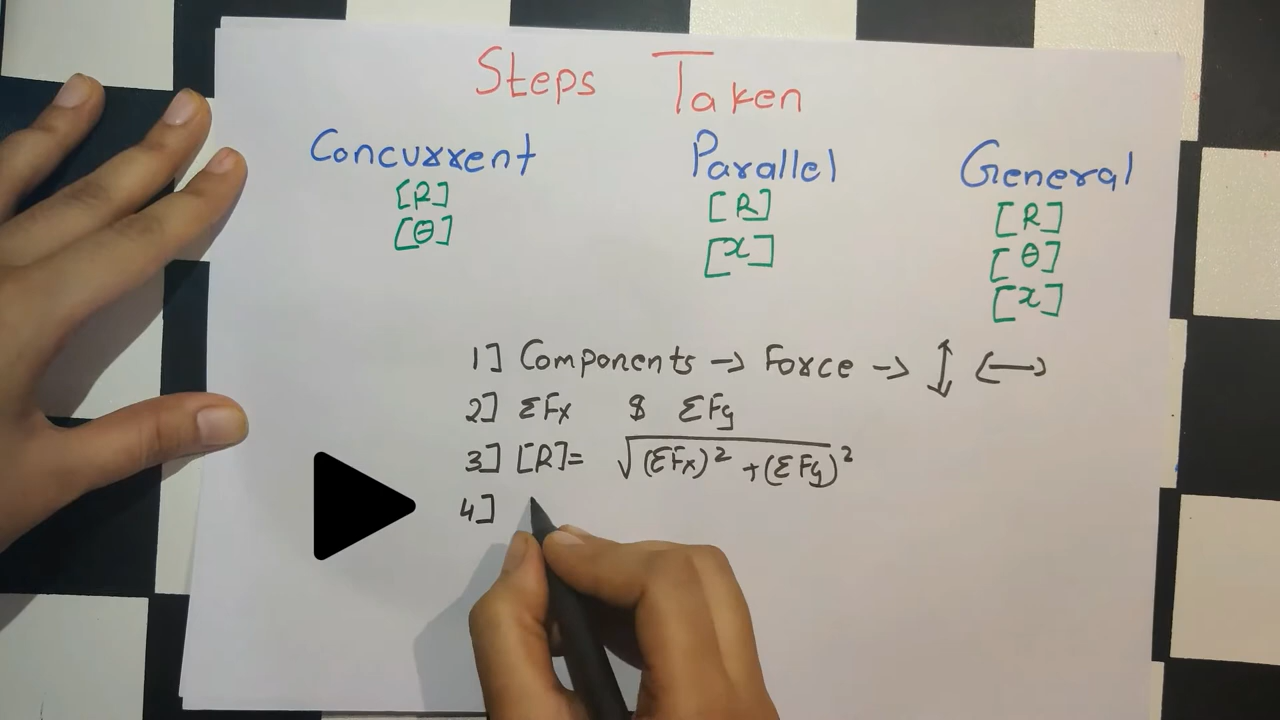 Steps Taken
Concurrent Parallel General
[R] [R] [R]
[θ] [x] [θ]
[x]
1] Components → Force → ↕ ↔
2] ΣFx & ΣFy
3] [R]= √(ΣFx)² + (ΣFy)²
4]